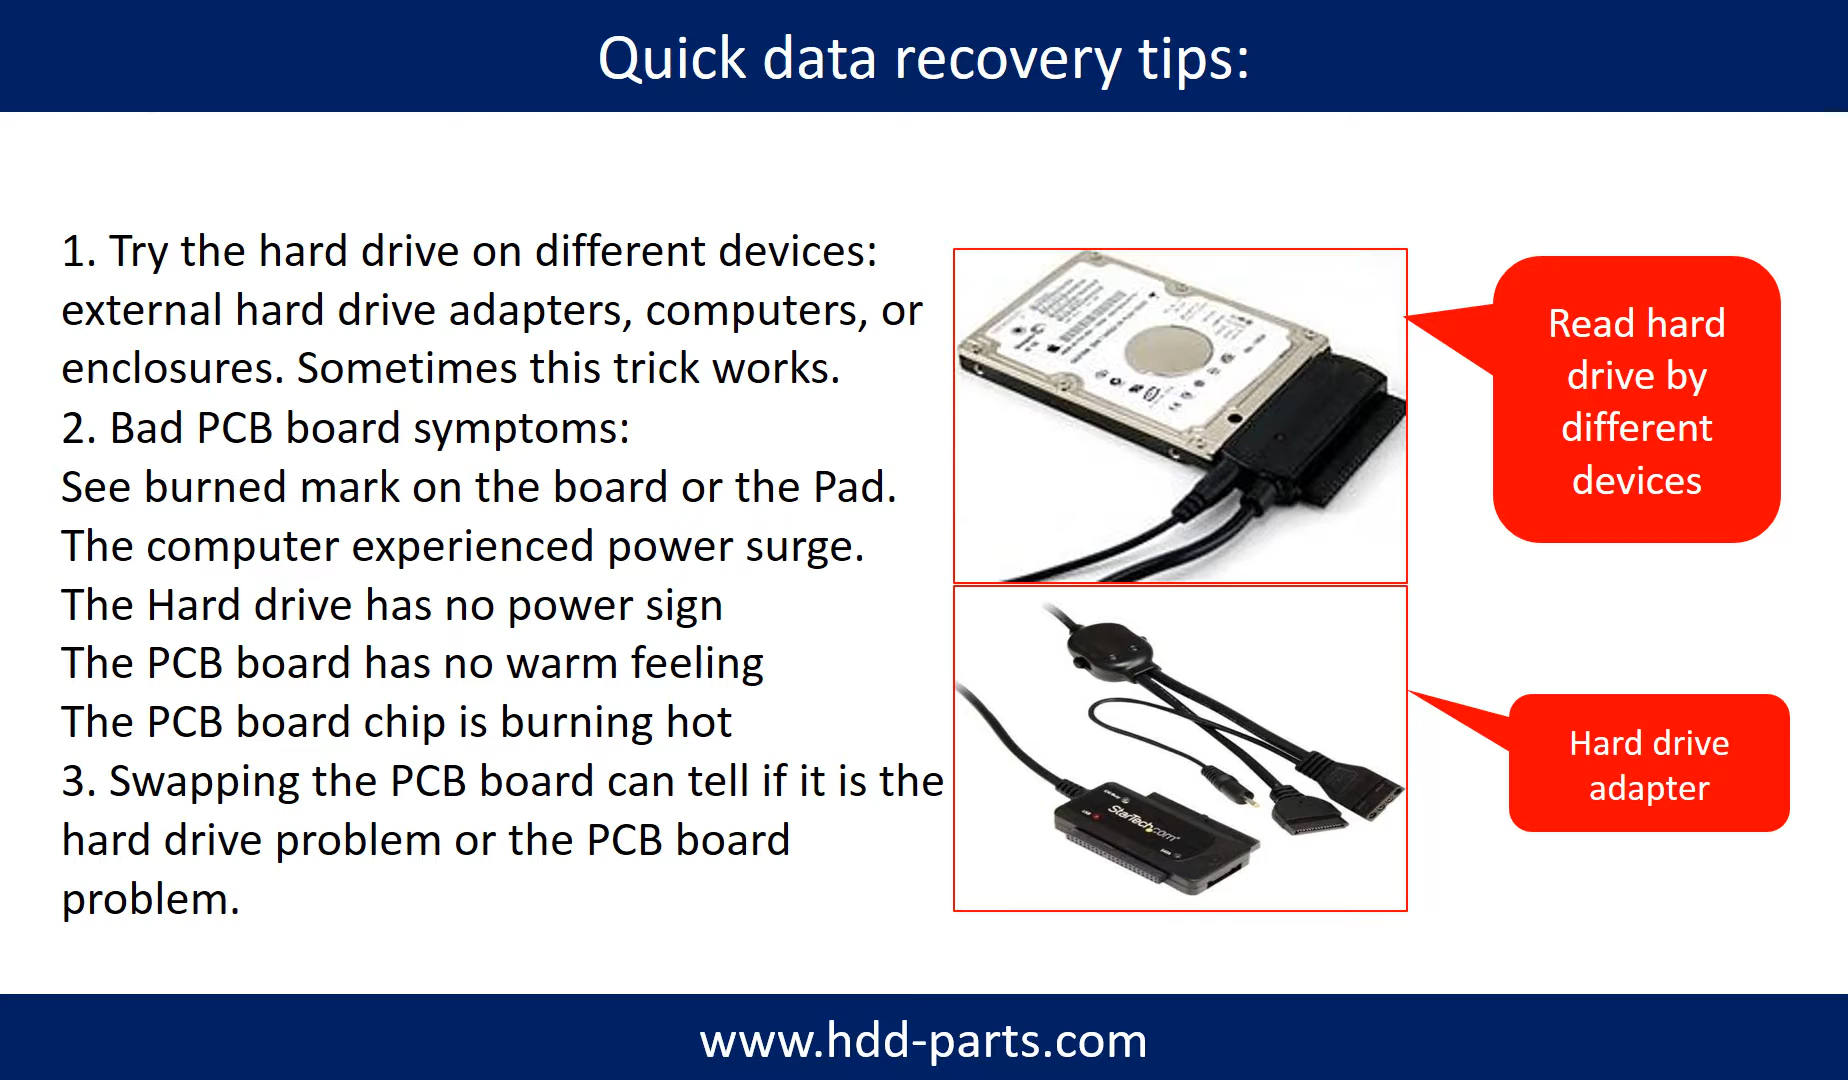 Quick data recovery tips:
1. Try the hard drive on different devices:
external hard drive adapters, computers, or
enclosures. Sometimes this trick works.
2. Bad PCB board symptoms:
See burned mark on the board or the Pad.
The computer experienced power surge.
The Hard drive has no power sign
The PCB board has no warm feeling
The PCB board chip is burning hot
3. Swapping the PCB board can tell if it is the
hard drive problem or the PCB board
problem.
Read hard
drive by
different
devices
StarTech.com
Hard drive
adapter
www.hdd-parts.com